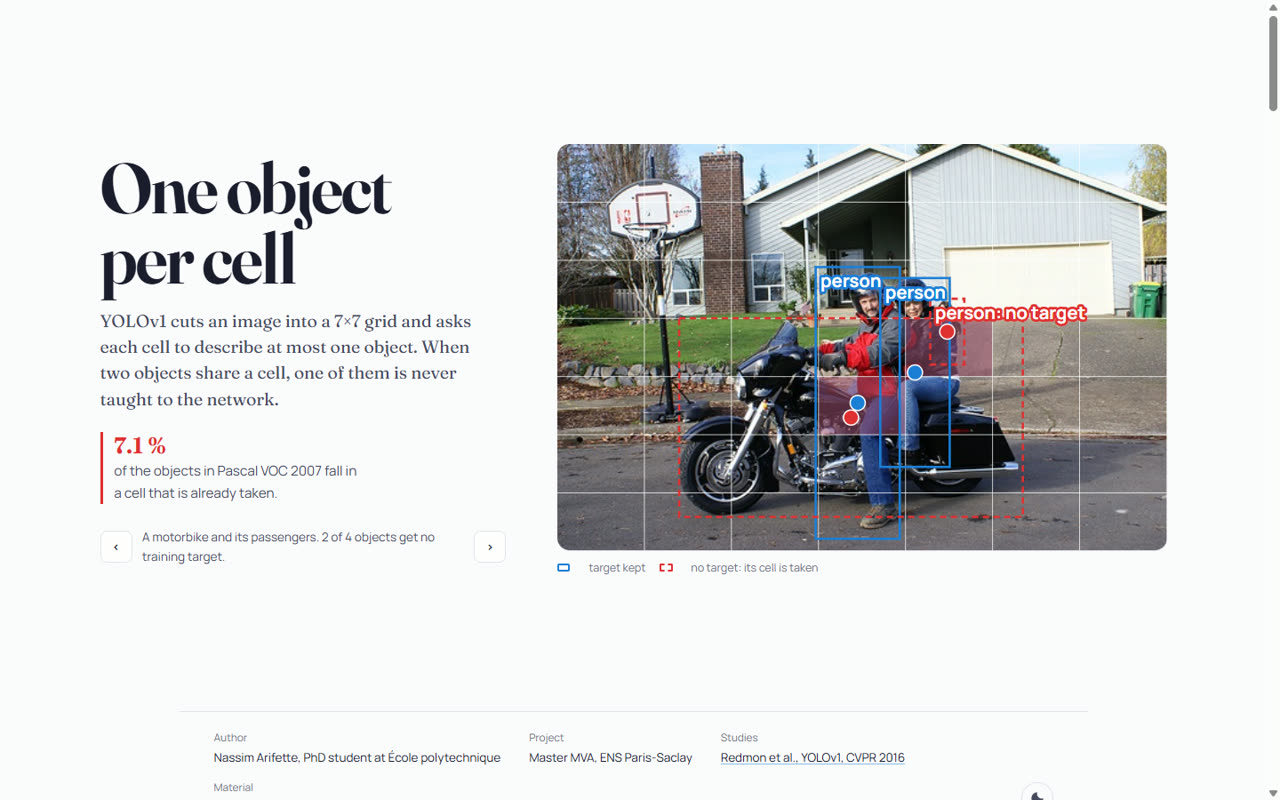 One object
per cell
YOLOv1 cuts an image into a 7×7 grid and asks
each cell to describe at most one object. When
two objects share a cell, one of them is never
taught to the network.
7.1 %
of the objects in Pascal VOC 2007 fall in
a cell that is already taken.
‹
A motorbike and its passengers. 2 of 4 objects get no
training target.
›
person
person
person: no target
target kept
no target: its cell is taken
Author
Nassim Arifette, PhD student at École polytechnique
Project
Master MVA, ENS Paris-Saclay
Studies
Redmon et al., YOLOv1, CVPR 2016
Material